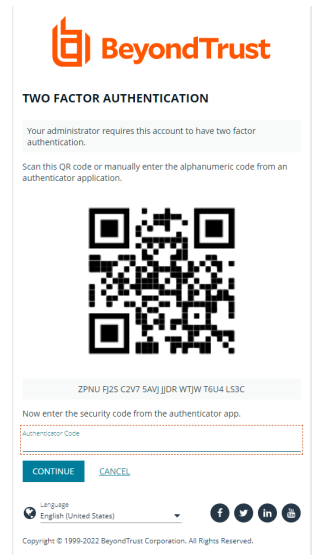 BeyondTrust
TWO FACTOR AUTHENTICATION
Your administrator requires this account to have two factor
authentication.
Scan this QR code or manually enter the alphanumeric code from an
authenticator application.
ZPNU FJ2S C2V7 5AVJ JJDR WTJW T6U4 LS3C
Now enter the security code from the authenticator app.
Authenticator Code
CONTINUE CANCEL
Language
English (United States)
Copyright © 1999-2022 BeyondTrust Corporation. All Rights Reserved.